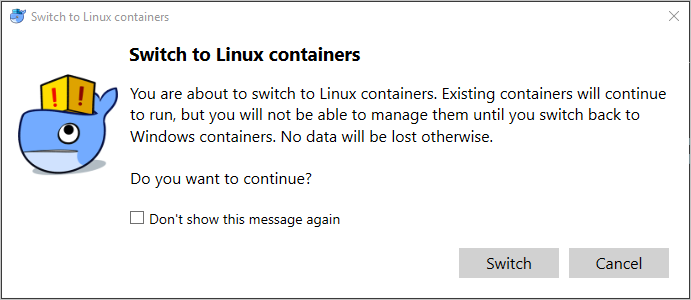 Switch to Linux containers
Switch to Linux containers
You are about to switch to Linux containers. Existing containers will continue
to run, but you will not be able to manage them until you switch back to
Windows containers. No data will be lost otherwise.
Do you want to continue?
Don't show this message again
Switch
Cancel